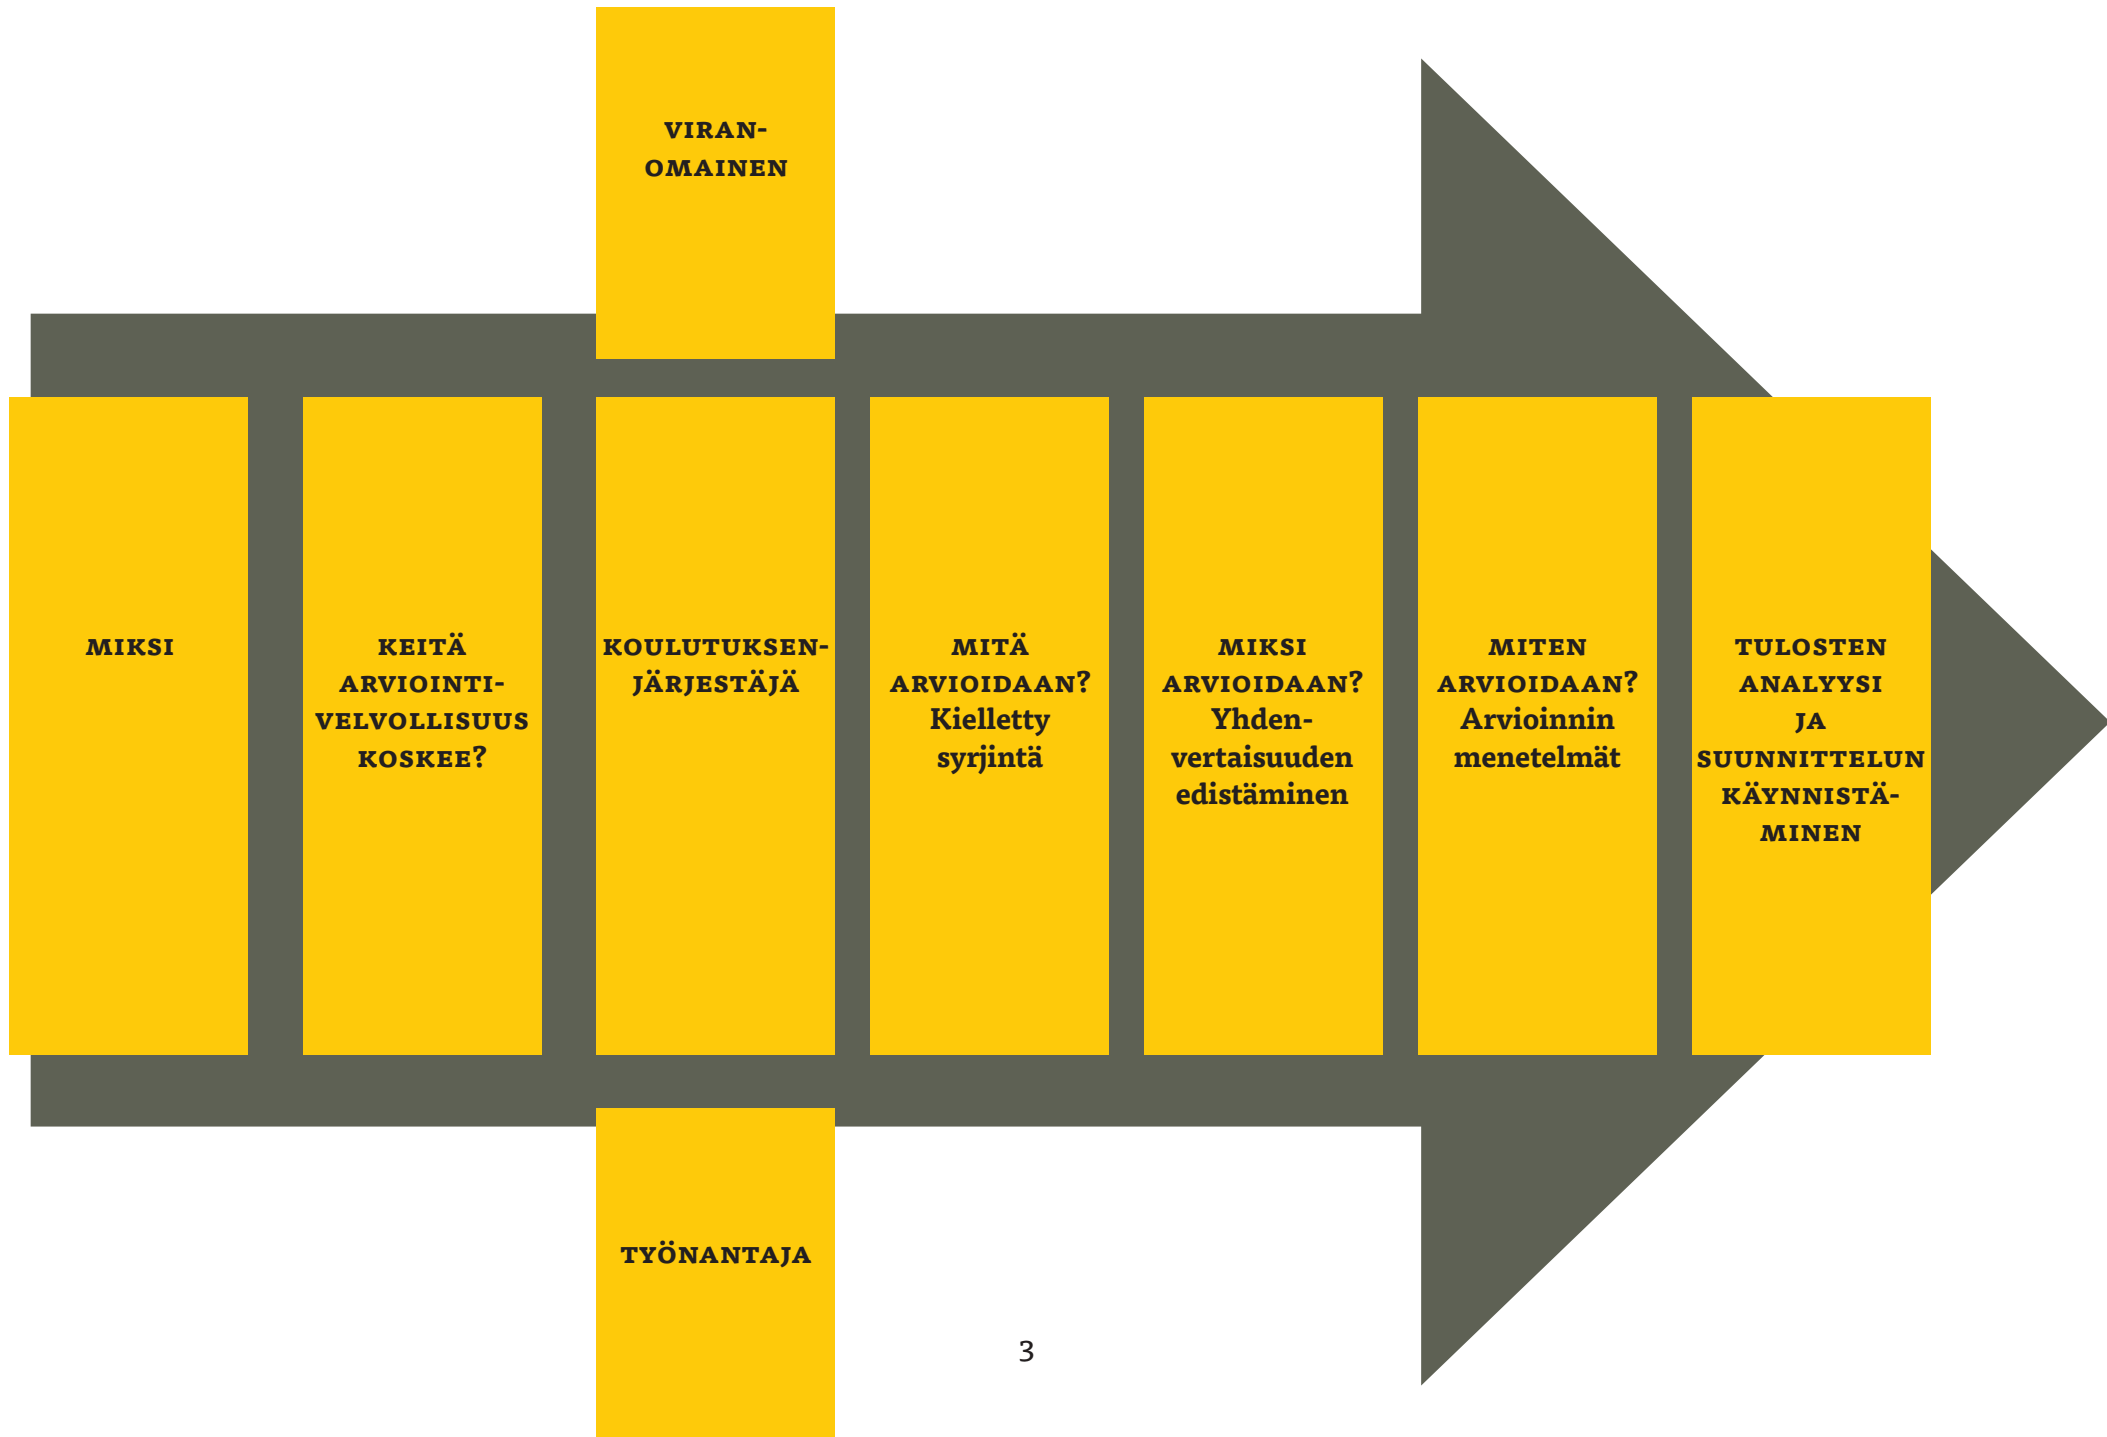 MIKSI
KEITÄ
ARVIOINTI-
VELVOLLISUUS
KOSKEE?
VIRAN-
OMAINEN
KOULUTUKSEN-
JÄRJESTÄJÄ
TYÖNANTAJA
MITÄ
ARVIOIDAAN?
Kielletty
syrjintä
MIKSI
ARVIOIDAAN?
Yhden-
vertaisuuden
edistäminen
MITEN
ARVIOIDAAN?
Arvioinnin
menetelmät
TULOSTEN
ANALYYSI
JA
SUUNNITTELUN
KÄYNNISTÄ-
MINEN
3